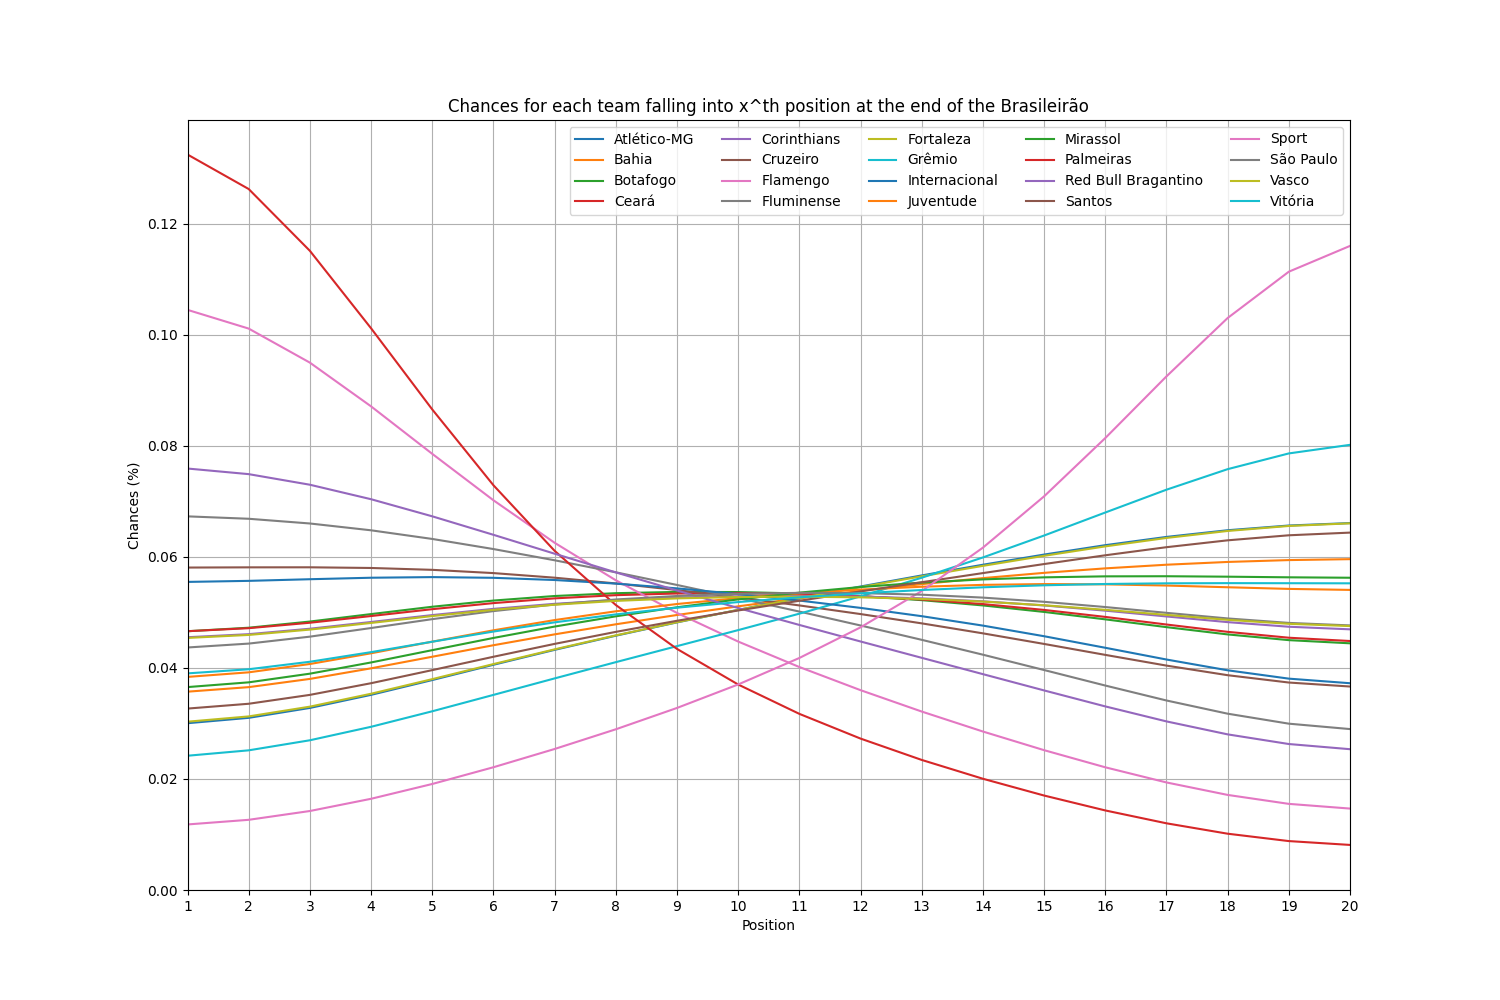 Chances for each team falling into x^th position at the end of the Brasileirão
Atlético-MG
Bahia
Botafogo
Ceará
Corinthians
Cruzeiro
Flamengo
Fluminense
Fortaleza
Grêmio
Internacional
Juventude
Mirassol
Palmeiras
Red Bull Bragantino
Santos
Sport
São Paulo
Vasco
Vitória
Chances (%)
0.12
0.10
0.08
0.06
0.04
0.02
0.00
1 2 3 4 5 6 7 8 9 10 11 12 13 14 15 16 17 18 19 20
Position